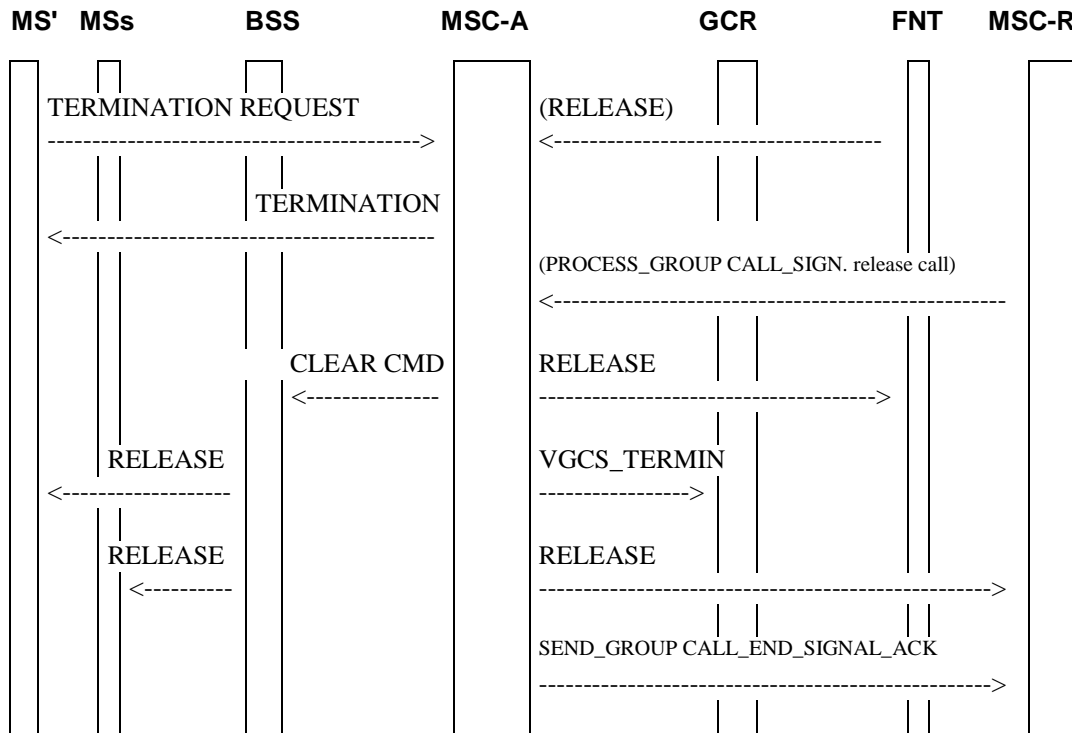 MS' MSs BSS MSC-A GCR FNT MSC-R
TERMINATION REQUEST (RELEASE)
TERMINATION
(PROCESS_GROUP CALL_SIGN. release call)
CLEAR CMD RELEASE
RELEASE VGCS_TERMIN
RELEASE RELEASE
SEND_GROUP CALL_END_SIGNAL_ACK